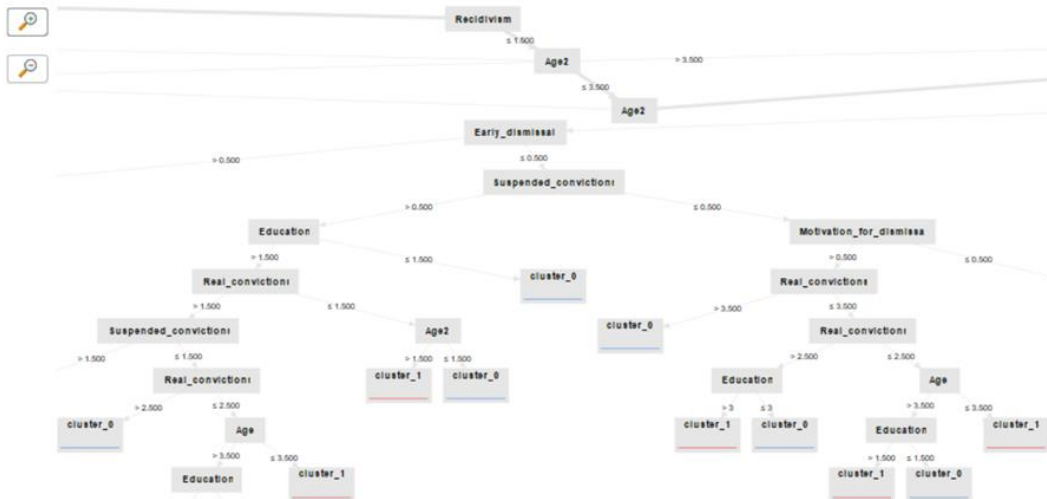 Recidivism
≤ 1.500
Age2
> 3.500
≤ 3.500
Age2
Early_dismissal
> 0.500
≤ 0.500
Suspended_convictions
> 0.500
≤ 0.500
Education
Motivation_for_dismissa
> 1.500
≤ 1.500
> 0.500
≤ 0.500
Real_convictions
cluster_0
Real_convictions
> 1.500
≤ 1.500
> 3.500
≤ 3.500
Suspended_convictions
Age2
cluster_0
Real_convictions
> 1.500
≤ 1.500
> 1.500
≤ 1.500
> 2.500
≤ 2.500
Real_convictions
cluster_1
cluster_0
Education
Age
> 2.500
≤ 2.500
> 3
≤ 3
> 3.500
≤ 3.500
cluster_0
Age
cluster_1
cluster_0
Education
cluster_1
> 3.500
≤ 3.500
> 1.500
≤ 1.500
Education
cluster_1
cluster_1
cluster_0